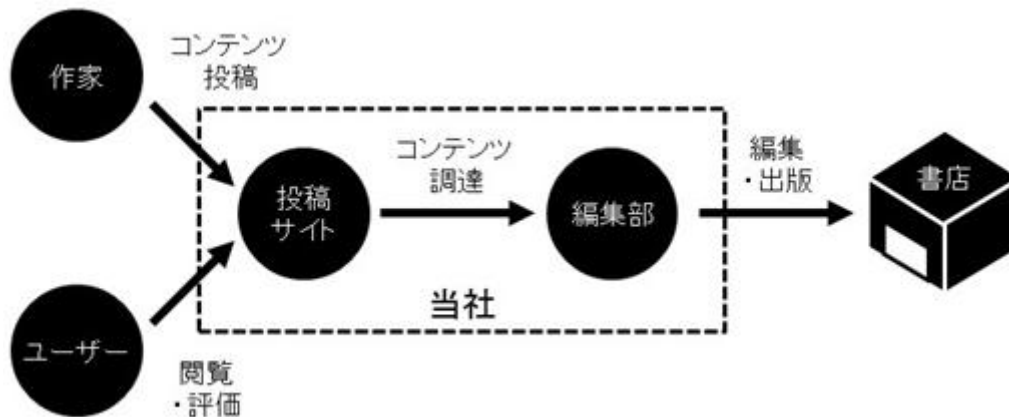 作家
コンテンツ
投稿
投稿
サイト
コンテンツ
調達
編集部
編集
・出版
書店
当社
ユーザー
閲覧
・評価